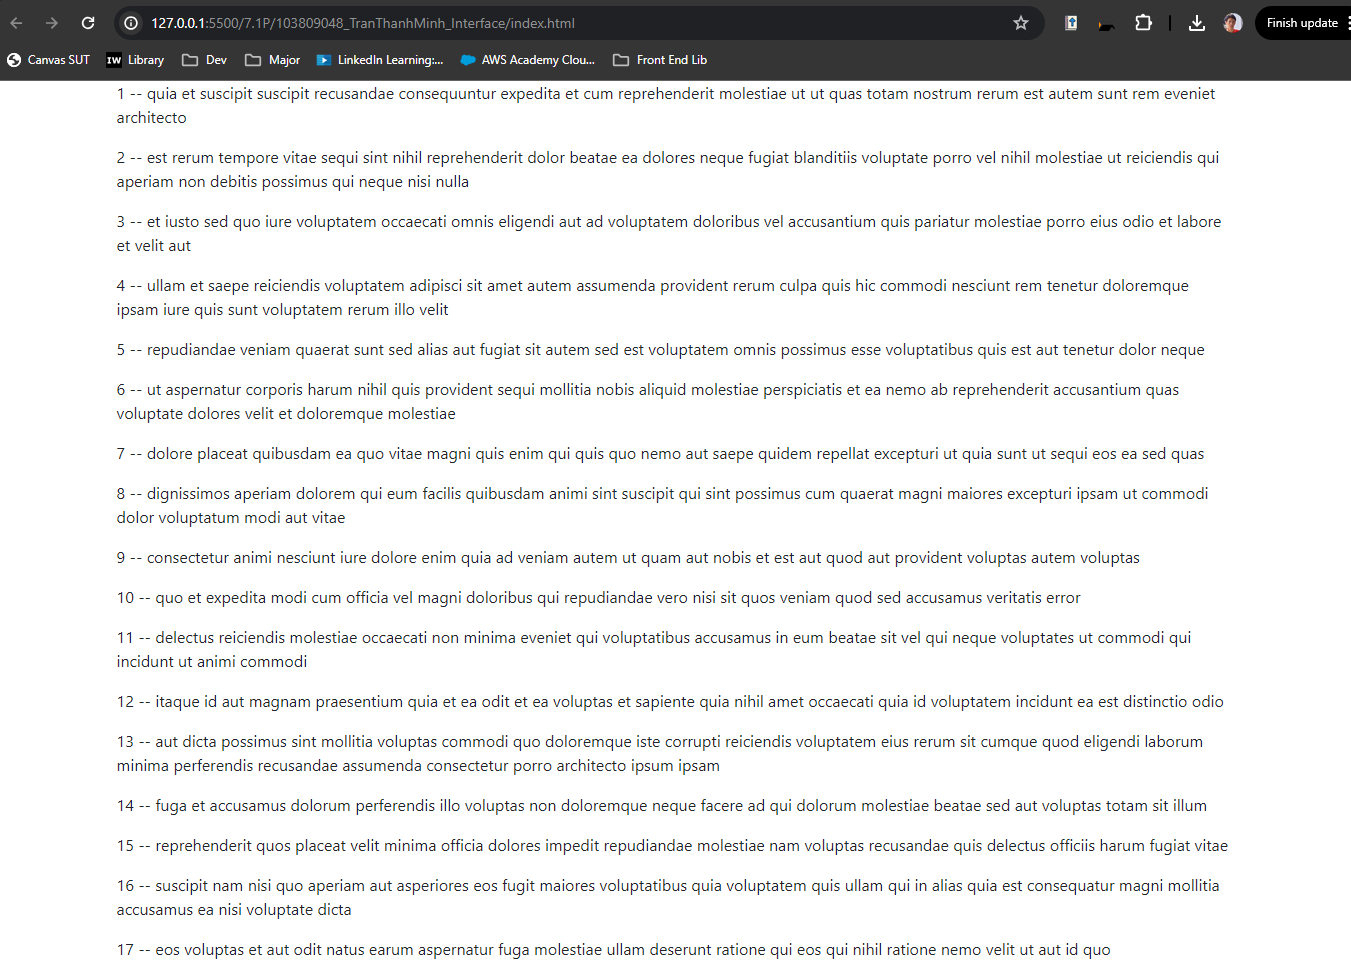 127.0.0.1:5500/7.1P/103809048_TranThanhMinh_Interface/index.html
Finish update
Canvas SUT
IW Library
Dev
Major
LinkedIn Learning:...
AWS Academy Clou...
Front End Lib
1 -- quia et suscipit suscipit recusandae consequuntur expedita et cum reprehenderit molestiae ut ut quas totam nostrum rerum est autem sunt rem eveniet
architecto
2 -- est rerum tempore vitae sequi sint nihil reprehenderit dolor beatae ea dolores neque fugiat blanditiis voluptate porro vel nihil molestiae ut reiciendis qui
aperiam non debitis possimus qui neque nisi nulla
3 -- et iusto sed quo iure voluptatem occaecati omnis eligendi aut ad voluptatem doloribus vel accusantium quis pariatur molestiae porro eius odio et labore
et velit aut
4 -- ullam et saepe reiciendis voluptatem adipisci sit amet autem assumenda provident rerum culpa quis hic commodi nesciunt rem tenetur doloremque
ipsam iure quis sunt voluptatem rerum illo velit
5 -- repudiandae veniam quaerat sunt sed alias aut fugiat sit autem sed est voluptatem omnis possimus esse voluptatibus quis est aut tenetur dolor neque
6 -- ut aspernatur corporis harum nihil quis provident sequi mollitia nobis aliquid molestiae perspiciatis et ea nemo ab reprehenderit accusantium quas
voluptate dolores velit et doloremque molestiae
7 -- dolore placeat quibusdam ea quo vitae magni quis enim qui quis quo nemo aut saepe quidem repellat excepturi ut quia sunt ut sequi eos ea sed quas
8 -- dignissimos aperiam dolorem qui eum facilis quibusdam animi sint suscipit qui sint possimus cum quaerat magni maiores excepturi ipsam ut commodi
dolor voluptatum modi aut vitae
9 -- consectetur animi nesciunt iure dolore enim quia ad veniam autem ut quam aut nobis et est aut quod aut provident voluptas autem voluptas
10 -- quo et expedita modi cum officia vel magni doloribus qui repudiandae vero nisi sit quos veniam quod sed accusamus veritatis error
11 -- delectus reiciendis molestiae occaecati non minima eveniet qui voluptatibus accusamus in eum beatae sit vel qui neque voluptates ut commodi qui
incidunt ut animi commodi
12 -- itaque id aut magnam praesentium quia et ea odit et ea voluptas et sapiente quia nihil amet occaecati quia id voluptatem incidunt ea est distinctio odio
13 -- aut dicta possimus sint mollitia voluptas commodi quo doloremque iste corrupti reiciendis voluptatem eius rerum sit cumque quod eligendi laborum
minima perferendis recusandae assumenda consectetur porro architecto ipsum ipsam
14 -- fuga et accusamus dolorum perferendis illo voluptas non doloremque neque facere ad qui dolorum molestiae beatae sed aut voluptas totam sit illum
15 -- reprehenderit quos placeat velit minima officia dolores impedit repudiandae molestiae nam voluptas recusandae quis delectus officiis harum fugiat vitae
16 -- suscipit nam nisi quo aperiam aut asperiores eos fugit maiores voluptatibus quia voluptatem quis ullam qui in alias quia est consequatur magni mollitia
accusamus ea nisi voluptate dicta
17 -- eos voluptas et aut odit natus earum aspernatur fuga molestiae ullam deserunt ratione qui eos qui nihil ratione nemo velit ut aut id quo